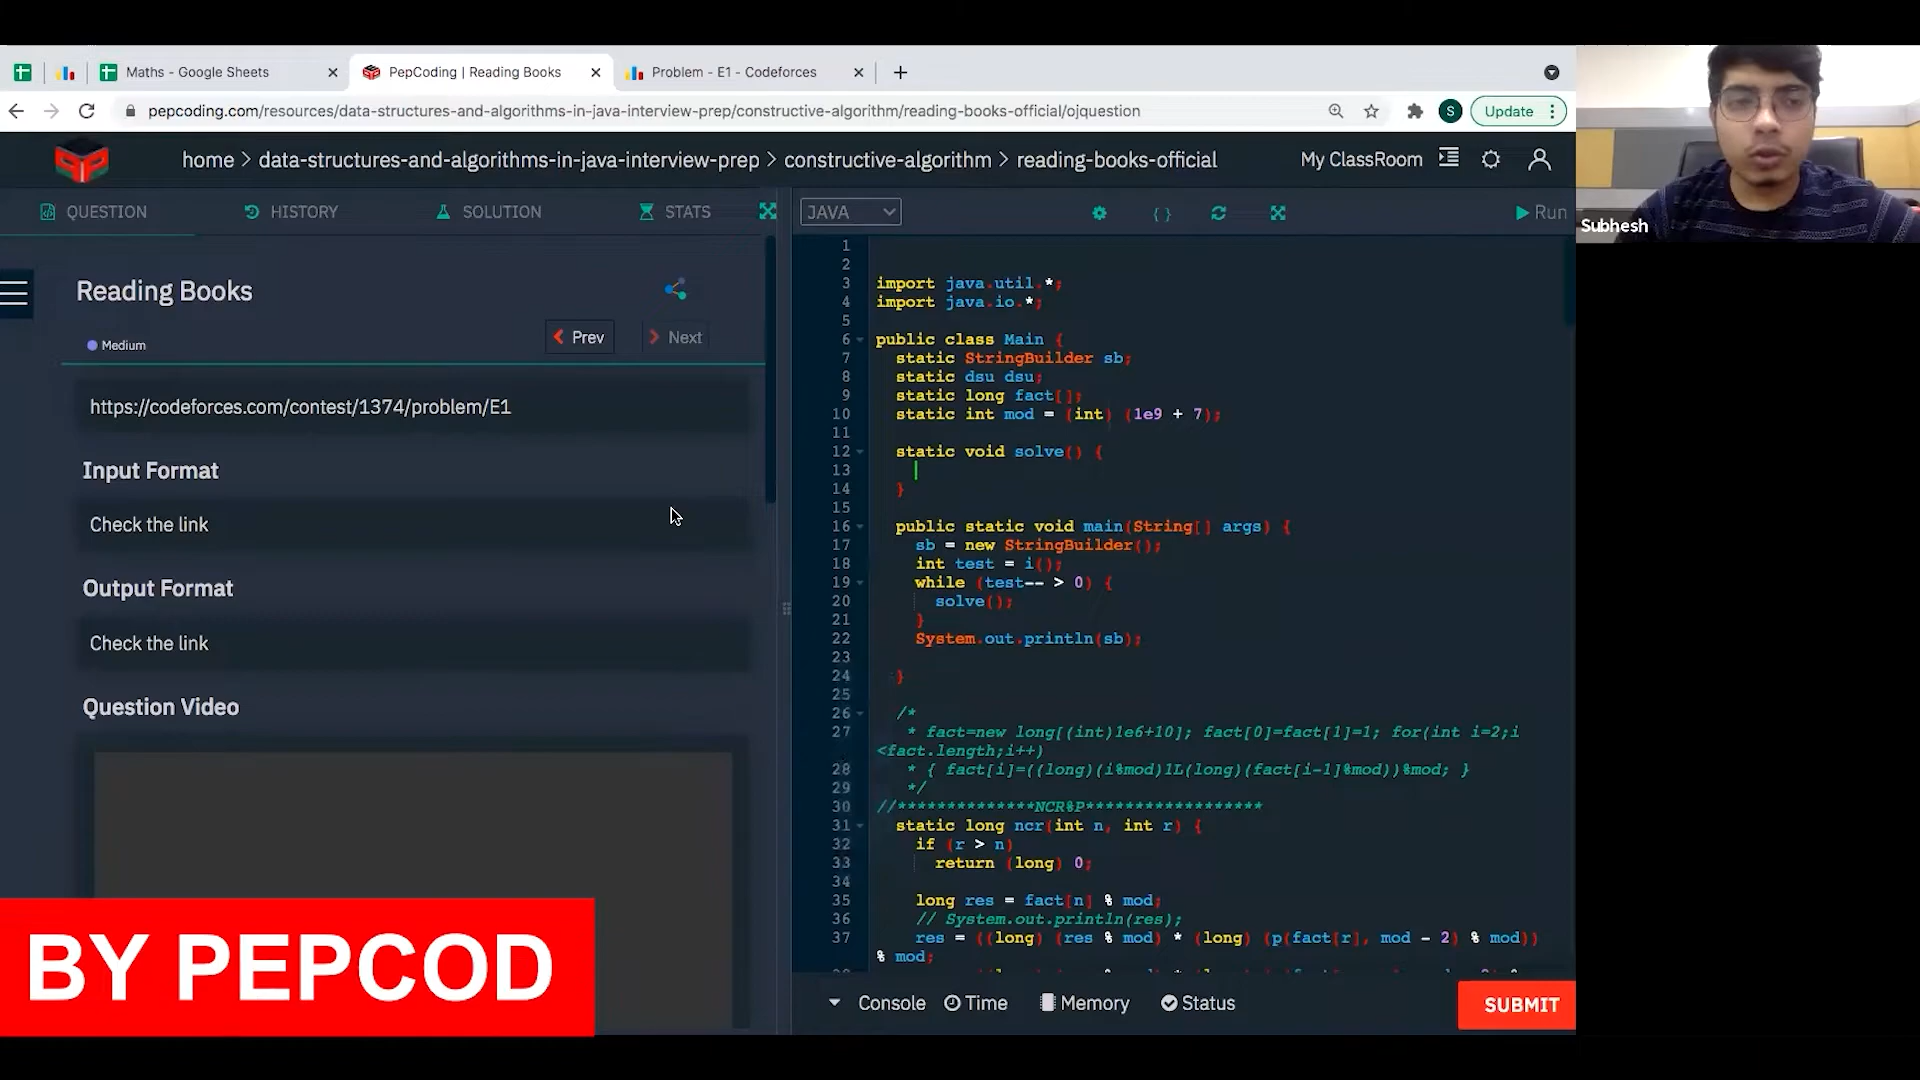 Maths - Google Sheets
PepCoding | Reading Books
Problem - E1 - Codeforces
pepcoding.com/resources/data-structures-and-algorithms-in-java-interview-prep/constructive-algorithm/reading-books-official/ojquestion
S
Update
home > data-structures-and-algorithms-in-java-interview-prep > constructive-algorithm > reading-books-official
My ClassRoom
QUESTION
HISTORY
SOLUTION
STATS
JAVA
Run
Subhesh
Reading Books
Medium
Prev
Next
https://codeforces.com/contest/1374/problem/E1
Input Format
Check the link
Output Format
Check the link
Question Video
BY PEPCOD
1
2
3 import java.util.*;
4 import java.io.*;
5
6 public class Main {
7 static StringBuilder sb;
8 static dsu dsu;
9 static long fact[];
10 static int mod = (int) (1e9 + 7);
11
12 static void solve() {
13
14 }
15
16 public static void main(String[] args) {
17 sb = new StringBuilder();
18 int test = i();
19 while (test-- > 0) {
20 solve();
21 }
22 System.out.println(sb);
23
24 }
25
26 /*
27 * fact=new long[(int)1e6+10]; fact[0]=fact[1]=1; for(int i=2;i
<fact.length;i++)
28 * { fact[i]=((long)(i%mod)1L(long)(fact[i-1]%mod))%mod; }
29 */
30 //**************NCR%P******************
31 static long ncr(int n, int r) {
32 if (r > n)
33 return (long) 0;
34
35 long res = fact[n] % mod;
36 // System.out.println(res);
37 res = ((long) (res % mod) * (long) (p(fact[r], mod - 2) % mod))
% mod;
Console
Time
Memory
Status
SUBMIT